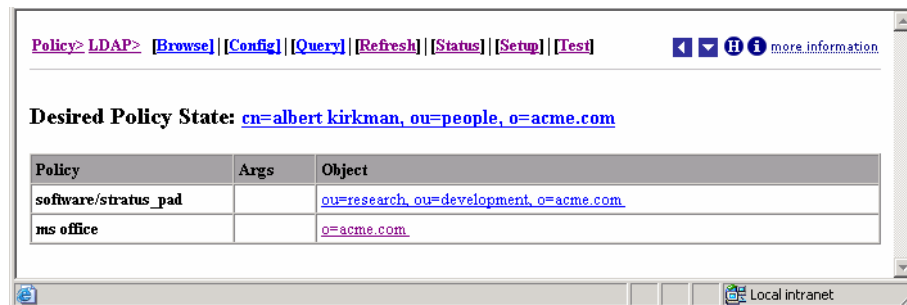 Policy> LDAP> [Browse] | [Config] | [Query] | [Refresh] | [Status] | [Setup] | [Test] H i more information
Desired Policy State: cn=albert kirkman, ou=people, o=acme.com
Policy Args Object
software/stratus_pad ou=research, ou=development, o=acme.com
ms office o=acme.com
Local intranet